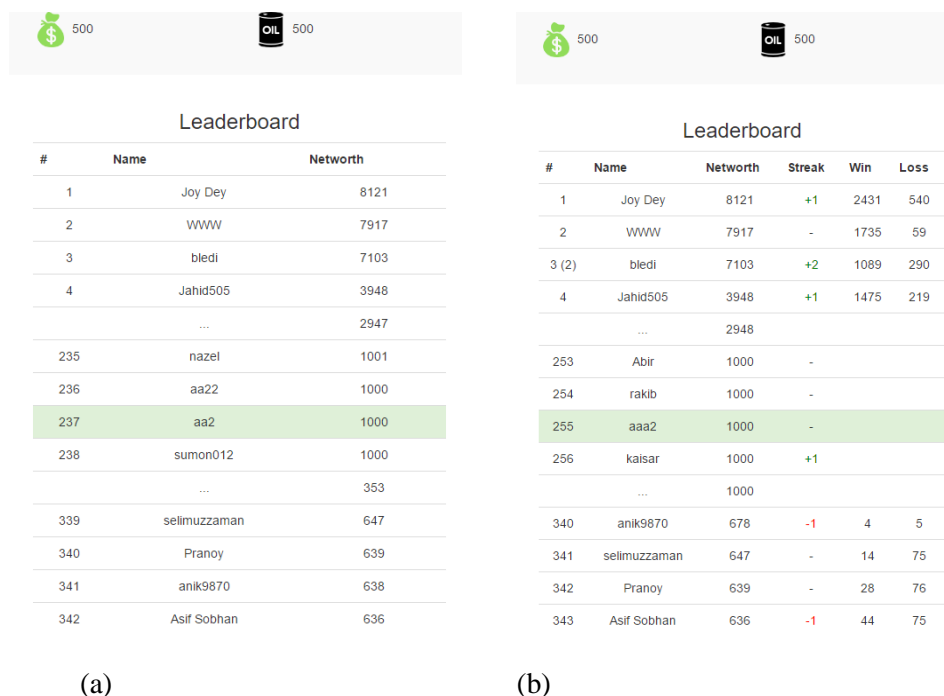 500 OIL 500
Leaderboard
# Name Networth
1 Joy Dey 8121
2 WWW 7917
3 bledi 7103
4 Jahid505 3948
... 2947
235 nazel 1001
236 aa22 1000
237 aa2 1000
238 sumon012 1000
... 353
339 selimuzzaman 647
340 Pranoy 639
341 anik9870 638
342 Asif Sobhan 636
(a)
500 OIL 500
Leaderboard
# Name Networth Streak Win Loss
1 Joy Dey 8121 +1 2431 540
2 WWW 7917 - 1735 59
3 (2) bledi 7103 +2 1089 290
4 Jahid505 3948 +1 1475 219
... 2948
253 Abir 1000 -
254 rakib 1000 -
255 aaa2 1000 -
256 kaisar 1000 +1
... 1000
340 anik9870 678 -1 4 5
341 selimuzzaman 647 - 14 75
342 Pranoy 639 - 28 76
343 Asif Sobhan 636 -1 44 75
(b)